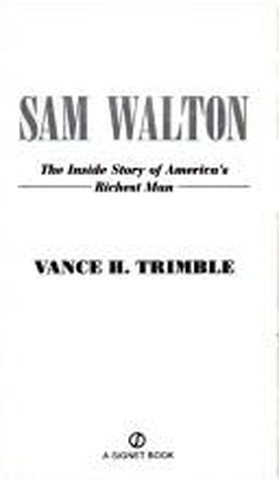 SAM WALTON
The Inside Story of America's
Richest Man
VANCE H. TRIMBLE
A SIGNET BOOK